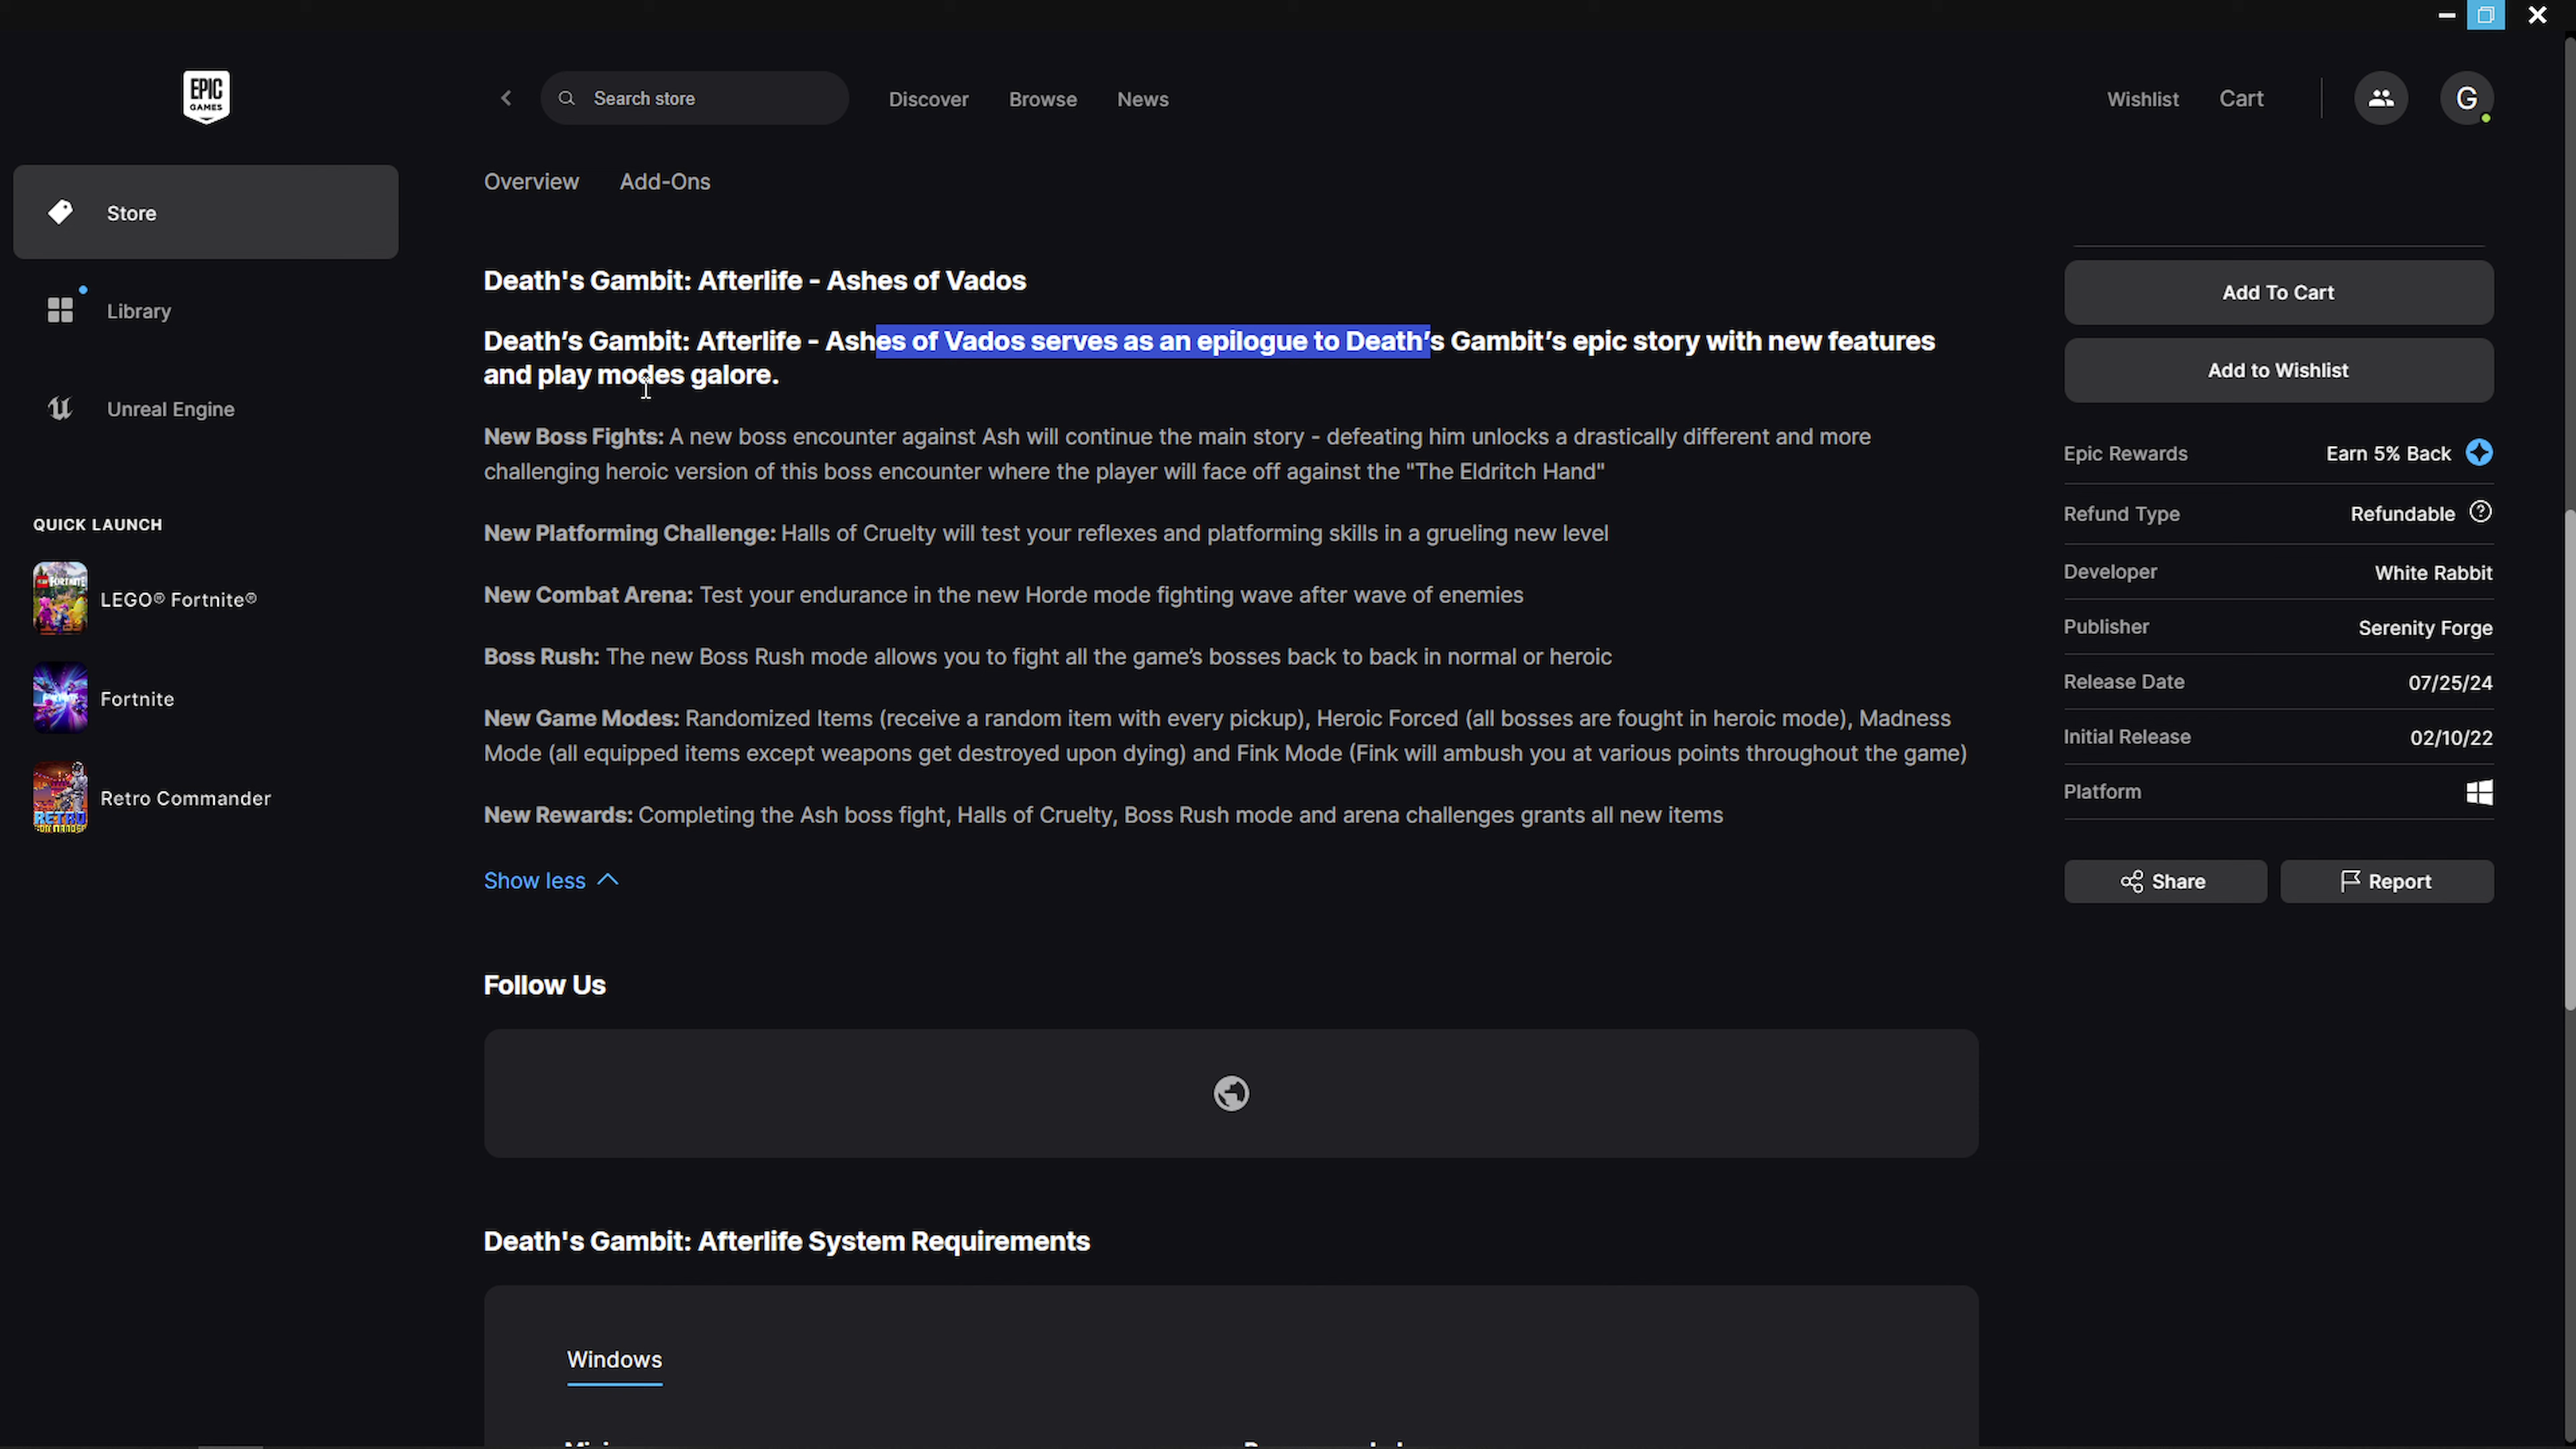 EPIC
GAMES
Search store
Discover
Browse
News
Wishlist
Cart
G
Store
Library
Unreal Engine
QUICK LAUNCH
LEGO® Fortnite®
Fortnite
Retro Commander
Overview
Add-Ons
Death's Gambit: Afterlife - Ashes of Vados
Death’s Gambit: Afterlife - Ashes of Vados serves as an epilogue to Death’s Gambit’s epic story with new features
and play modes galore.
New Boss Fights: A new boss encounter against Ash will continue the main story - defeating him unlocks a drastically different and more
challenging heroic version of this boss encounter where the player will face off against the "The Eldritch Hand"
New Platforming Challenge: Halls of Cruelty will test your reflexes and platforming skills in a grueling new level
New Combat Arena: Test your endurance in the new Horde mode fighting wave after wave of enemies
Boss Rush: The new Boss Rush mode allows you to fight all the game’s bosses back to back in normal or heroic
New Game Modes: Randomized Items (receive a random item with every pickup), Heroic Forced (all bosses are fought in heroic mode), Madness
Mode (all equipped items except weapons get destroyed upon dying) and Fink Mode (Fink will ambush you at various points throughout the game)
New Rewards: Completing the Ash boss fight, Halls of Cruelty, Boss Rush mode and arena challenges grants all new items
Show less
Follow Us
Death's Gambit: Afterlife System Requirements
Windows
Add To Cart
Add to Wishlist
Epic Rewards Earn 5% Back
Refund Type Refundable
Developer White Rabbit
Publisher Serenity Forge
Release Date 07/25/24
Initial Release 02/10/22
Platform
Share
Report